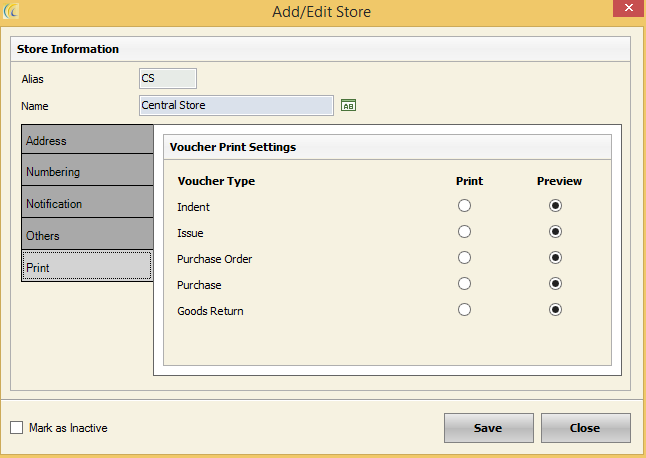 Add/Edit Store
Store Information
Alias CS
Name Central Store AB
Address
Numbering
Notification
Others
Print
Voucher Print Settings
Voucher Type Print Preview
Indent
Issue
Purchase Order
Purchase
Goods Return
Mark as Inactive
Save Close